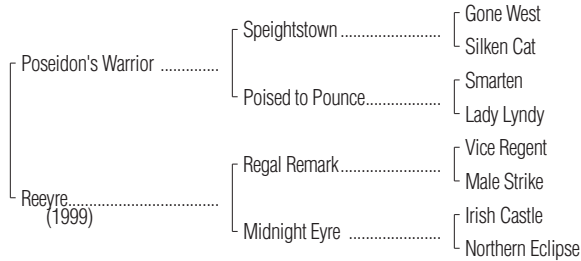 Gone West
Speightstown ........................
Silken Cat
Poseidon's Warrior ..............
Smarten
Poised to Pounce..................
Lady Lyndy
Vice Regent
Regal Remark........................
Male Strike
Reeyre.....................................
(1999)
Irish Castle
Midnight Eyre ......................
Northern Eclipse